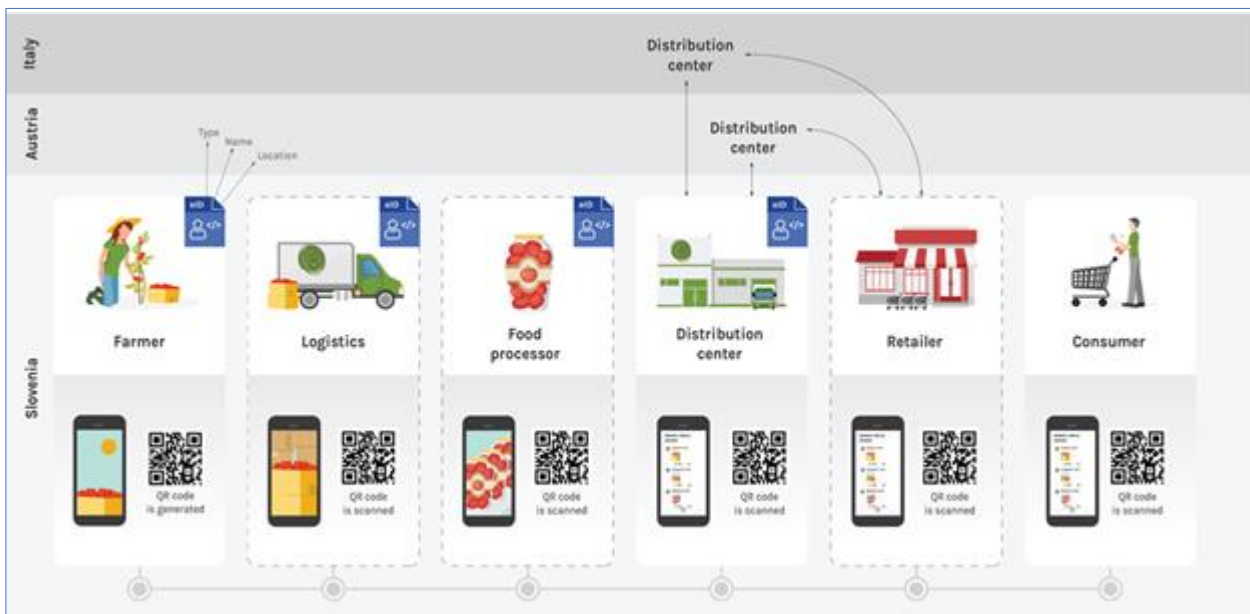 Italy
Distribution
center
Austria
Distribution
center
Type
Name
Location
Slovenia
eID
</>
eID
</>
eID
</>
eID
</>
Farmer
Logistics
Food
processor
Distribution
center
Retailer
Consumer
QR code
is generated
QR code
is scanned
QR code
is scanned
QR code
is scanned
QR code
is scanned
QR code
is scanned